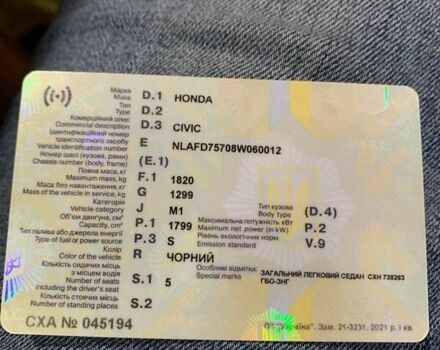 Марка
Make D.1 HONDA
Тип
Type D.2
Комерційний опис
Commercial description D.3 CIVIC
Ідентифікаційний номер
транспортного засобу
Vehicle identification number E NLAFD75708W060012
Номер шасі (кузова, рами)
Chassis number (body, frame) (E.1)
Повна маса, кг
Maximum mass, kg F.1 1820
Маса без навантаження, кг
Mass of the vehicle in service, kg G 1299
Категорія
Vehicle category J M1 Тип кузова
Body type (D.4)
Об'єм двигуна, см³
Capacity, cm³ P.1 1799 Максимальна потужність кВт
Maximum net power (in kW) P.2
Тип палива або джерела енергії
Type of fuel or power source P.3 S Рівень екологічних норм
Emission standard V.9
Колір
Color of the vehicle R ЧОРНИЙ
Кількість сидячих місць
з місцем водія
Number of seats
including the driver's seat S.1 5 Особливі відмітки:
Special marks ЗАГАЛЬНИЙ ЛЕГКОВИЙ СЕДАН СХН 738263
ГБО-ЗНГ
Кількість стоячих місць
Number of standing places S.2
СХА № 045194
"Україна". Зам. 21-3231. 2021 р. I кв.